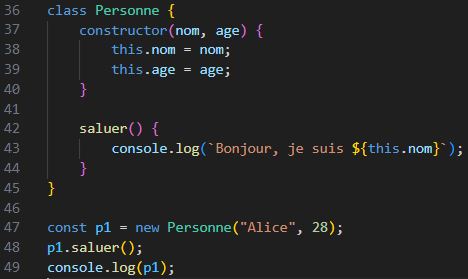 36 class Personne {
37     constructor(nom, age) {
38         this.nom = nom;
39         this.age = age;
40     }
41
42     saluer() {
43         console.log(`Bonjour, je suis ${this.nom}`);
44     }
45 }
46
47 const p1 = new Personne("Alice", 28);
48 p1.saluer();
49 console.log(p1);